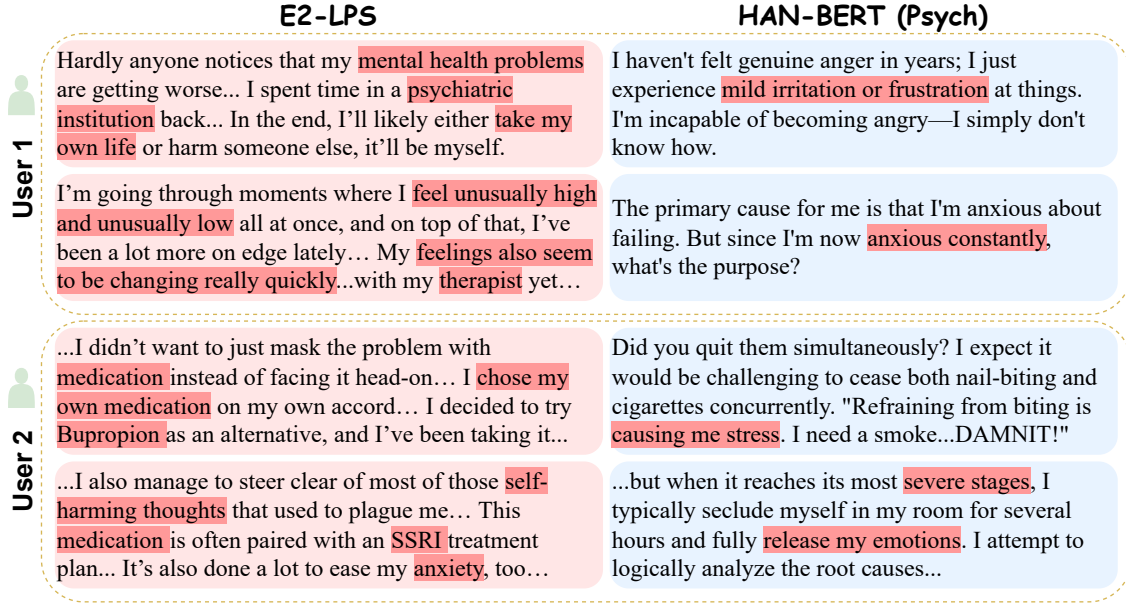 E2-LPS
HAN-BERT (Psych)
User 1
Hardly anyone notices that my mental health problems
are getting worse... I spent time in a psychiatric
institution back... In the end, I’ll likely either take my
own life or harm someone else, it’ll be myself.
I haven't felt genuine anger in years; I just
experience mild irritation or frustration at things.
I'm incapable of becoming angry—I simply don't
know how.
I’m going through moments where I feel unusually high
and unusually low all at once, and on top of that, I’ve
been a lot more on edge lately… My feelings also seem
to be changing really quickly...with my therapist yet…
The primary cause for me is that I'm anxious about
failing. But since I'm now anxious constantly,
what's the purpose?
User 2
...I didn’t want to just mask the problem with
medication instead of facing it head-on… I chose my
own medication on my own accord… I decided to try
Bupropion as an alternative, and I’ve been taking it...
Did you quit them simultaneously? I expect it
would be challenging to cease both nail-biting and
cigarettes concurrently. "Refraining from biting is
causing me stress. I need a smoke...DAMNIT!"
...I also manage to steer clear of most of those self-
harming thoughts that used to plague me… This
medication is often paired with an SSRI treatment
plan... It’s also done a lot to ease my anxiety, too…
...but when it reaches its most severe stages, I
typically seclude myself in my room for several
hours and fully release my emotions. I attempt to
logically analyze the root causes...